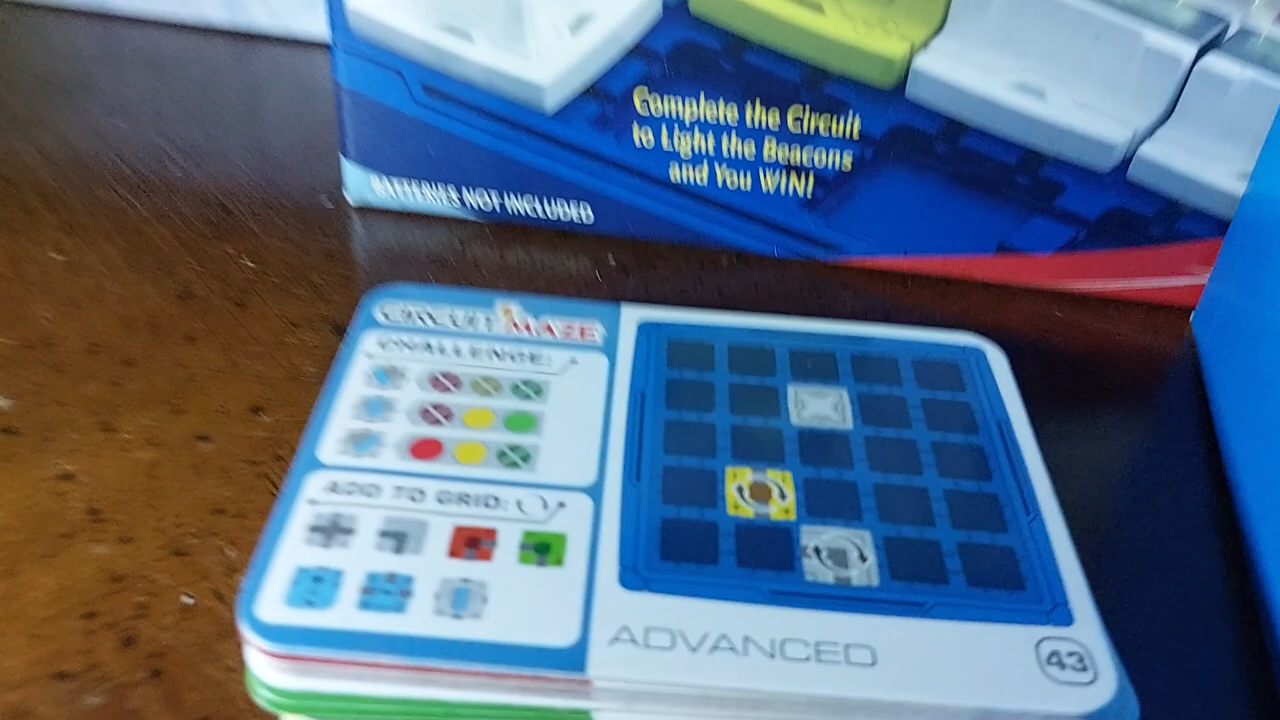 Complete the Circuit
to Light the Beacons
and You WIN!
BATTERIES NOT INCLUDED
CIRCUIT MAZE
CHALLENGE:
ADD TO GRID:
ADVANCED
43